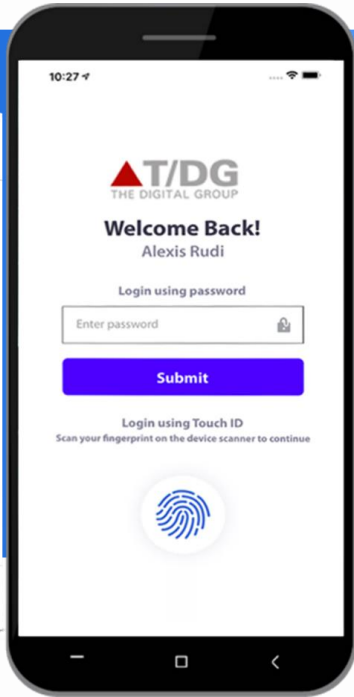 10:27
T/DG
THE DIGITAL GROUP
Welcome Back!
Alexis Rudi
Login using password
Enter password
Submit
Login using Touch ID
Scan your fingerprint on the device scanner to continue